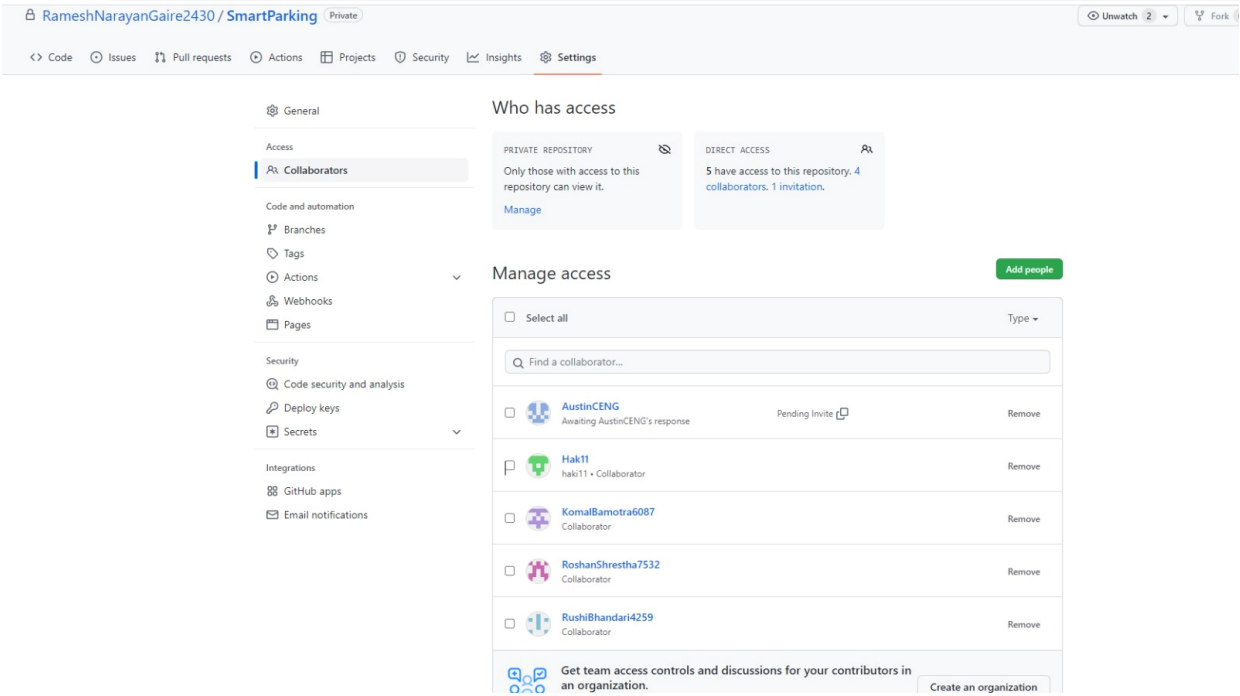 RameshNarayanGaire2430 / SmartParking Private
Unwatch 2
Fork
Code Issues Pull requests Actions Projects Security Insights Settings
General
Access
Collaborators
Code and automation
Branches
Tags
Actions
Webhooks
Pages
Security
Code security and analysis
Deploy keys
Secrets
Integrations
GitHub apps
Email notifications
Who has access
PRIVATE REPOSITORY
Only those with access to this
repository can view it.
Manage
DIRECT ACCESS
5 have access to this repository. 4
collaborators. 1 invitation.
Manage access
Add people
Select all
Type
Find a collaborator...
AustinCENG
Awaiting AustinCENG's response
Pending Invite
Remove
Hak11
haki11 • Collaborator
Remove
KomalBamotra6087
Collaborator
Remove
RoshanShrestha7532
Collaborator
Remove
RushiBhandari4259
Collaborator
Remove
Get team access controls and discussions for your contributors in
an organization.
Create an organization